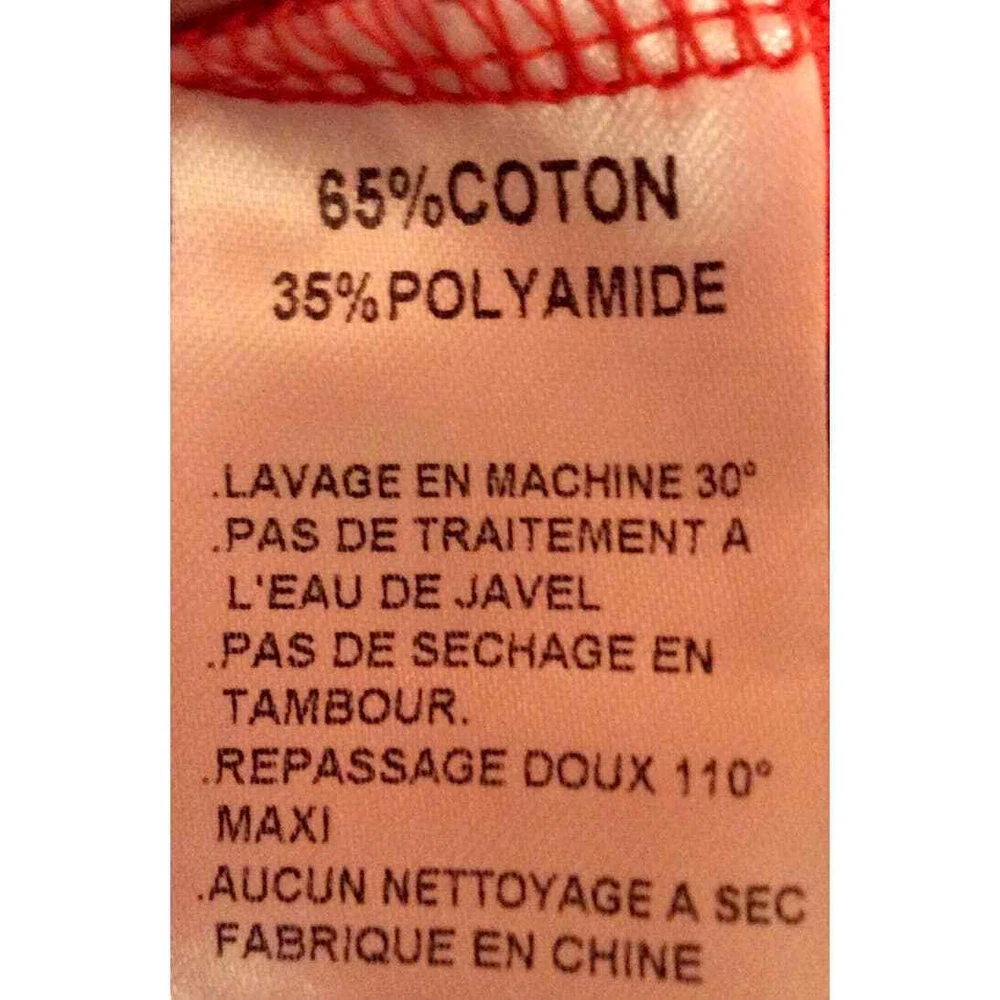 65%COTON
35%POLYAMIDE
.LAVAGE EN MACHINE 30°
.PAS DE TRAITEMENT A
L'EAU DE JAVEL
.PAS DE SECHAGE EN
TAMBOUR.
.REPASSAGE DOUX 110°
MAXI
.AUCUN NETTOYAGE A SEC
FABRIQUE EN CHINE